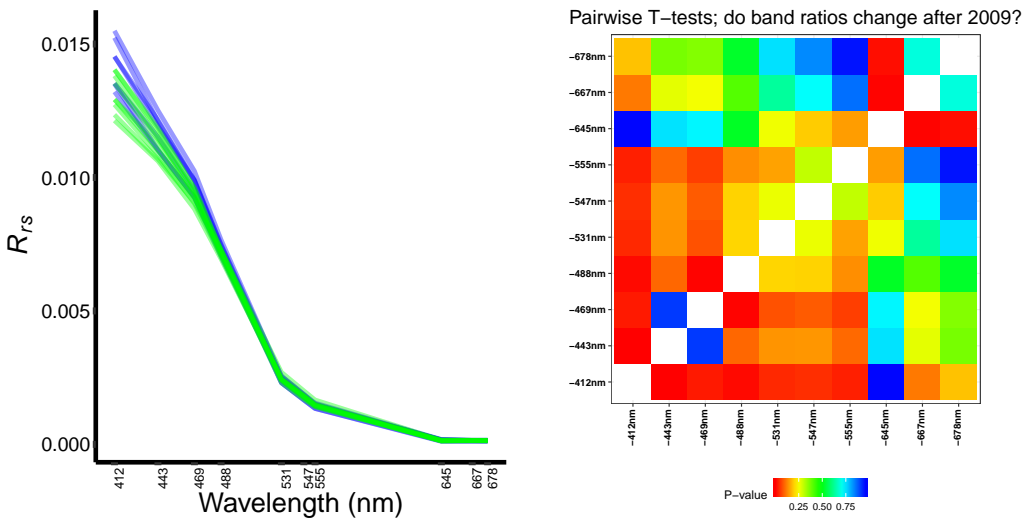 0.015
0.010
0.005
0.000
R_rs
412
443
469
488
531
547
555
645
667
678
Wavelength (nm)
Pairwise T−tests; do band ratios change after 2009?
−678nm
−667nm
−645nm
−555nm
−547nm
−531nm
−488nm
−469nm
−443nm
−412nm
−412nm
−443nm
−469nm
−488nm
−531nm
−547nm
−555nm
−645nm
−667nm
−678nm
P−value
0.25 0.50 0.75